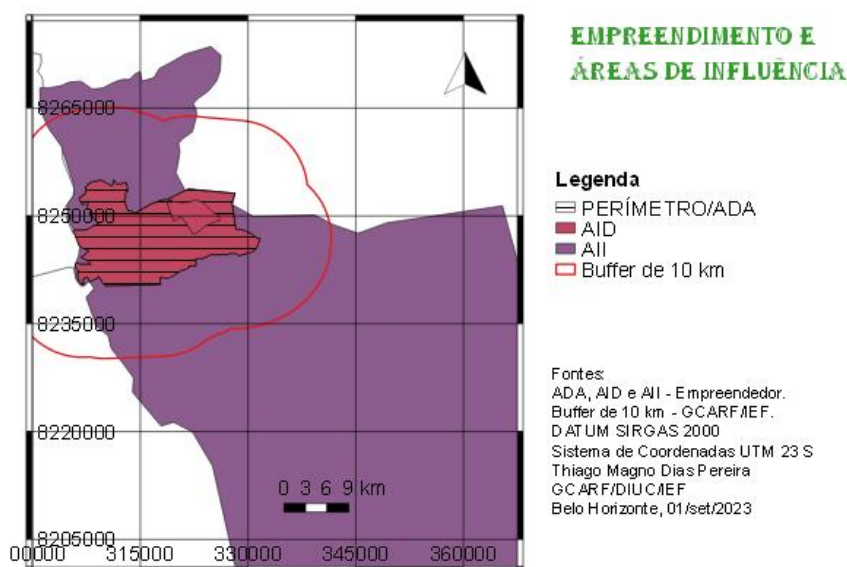 EMPREENDIMENTO E
ÁREAS DE INFLUÊNCIA
Legenda
PERÍMETRO/ADA
AID
AII
Buffer de 10 km
Fontes:
ADA, AID e AII - Empreendedor.
Buffer de 10 km - GCARF/IEF.
DATUM SIRGAS 2000
Sistema de Coordenadas UTM 23 S
Thiago Magno Dias Pereira
GCARF/DIUC/IEF
Belo Horizonte, 01/set/2023
8265000
8250000
8235000
8220000
8205000
0 3 6 9 km
00000 315000 330000 345000 360000